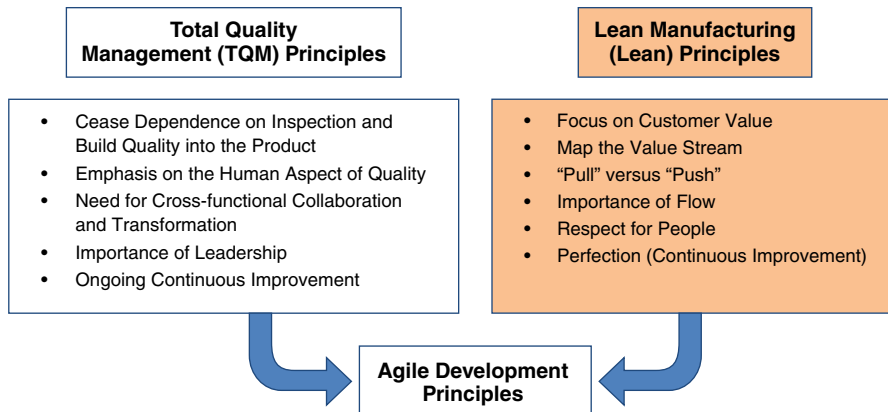 Total Quality
Management (TQM) Principles
• Cease Dependence on Inspection and
Build Quality into the Product
• Emphasis on the Human Aspect of Quality
• Need for Cross-functional Collaboration
and Transformation
• Importance of Leadership
• Ongoing Continuous Improvement
Lean Manufacturing
(Lean) Principles
• Focus on Customer Value
• Map the Value Stream
• “Pull” versus “Push”
• Importance of Flow
• Respect for People
• Perfection (Continuous Improvement)
Agile Development
Principles